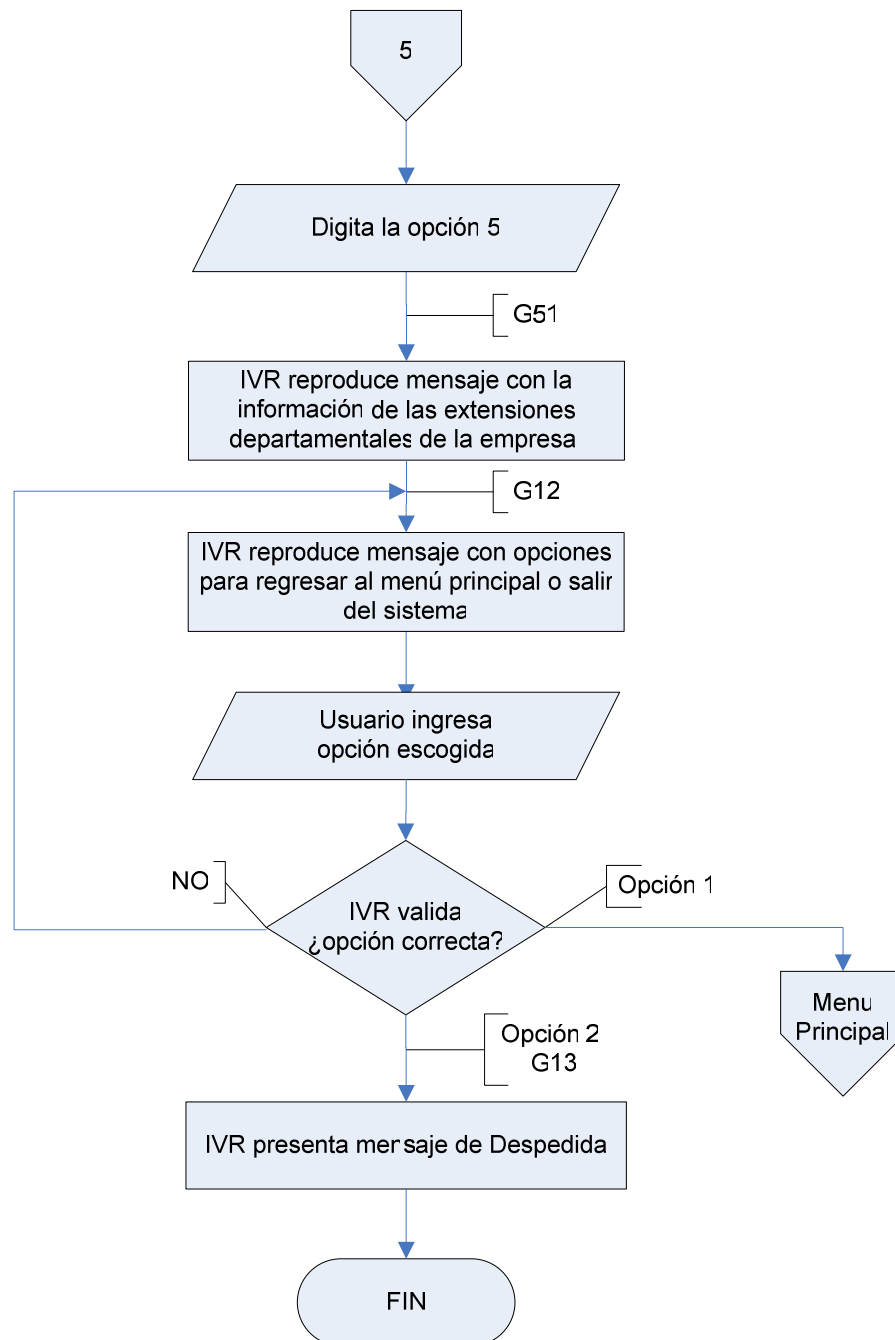 5
Digita la opción 5
G51
IVR reproduce mensaje con la
información de las extensiones
departamentales de la empresa
G12
IVR reproduce mensaje con opciones
para regresar al menú principal o salir
del sistema
Usuario ingresa
opción escogida
NO
Opción 1
IVR valida
¿opción correcta?
Menu
Principal
Opción 2
G13
IVR presenta mensaje de Despedida
FIN